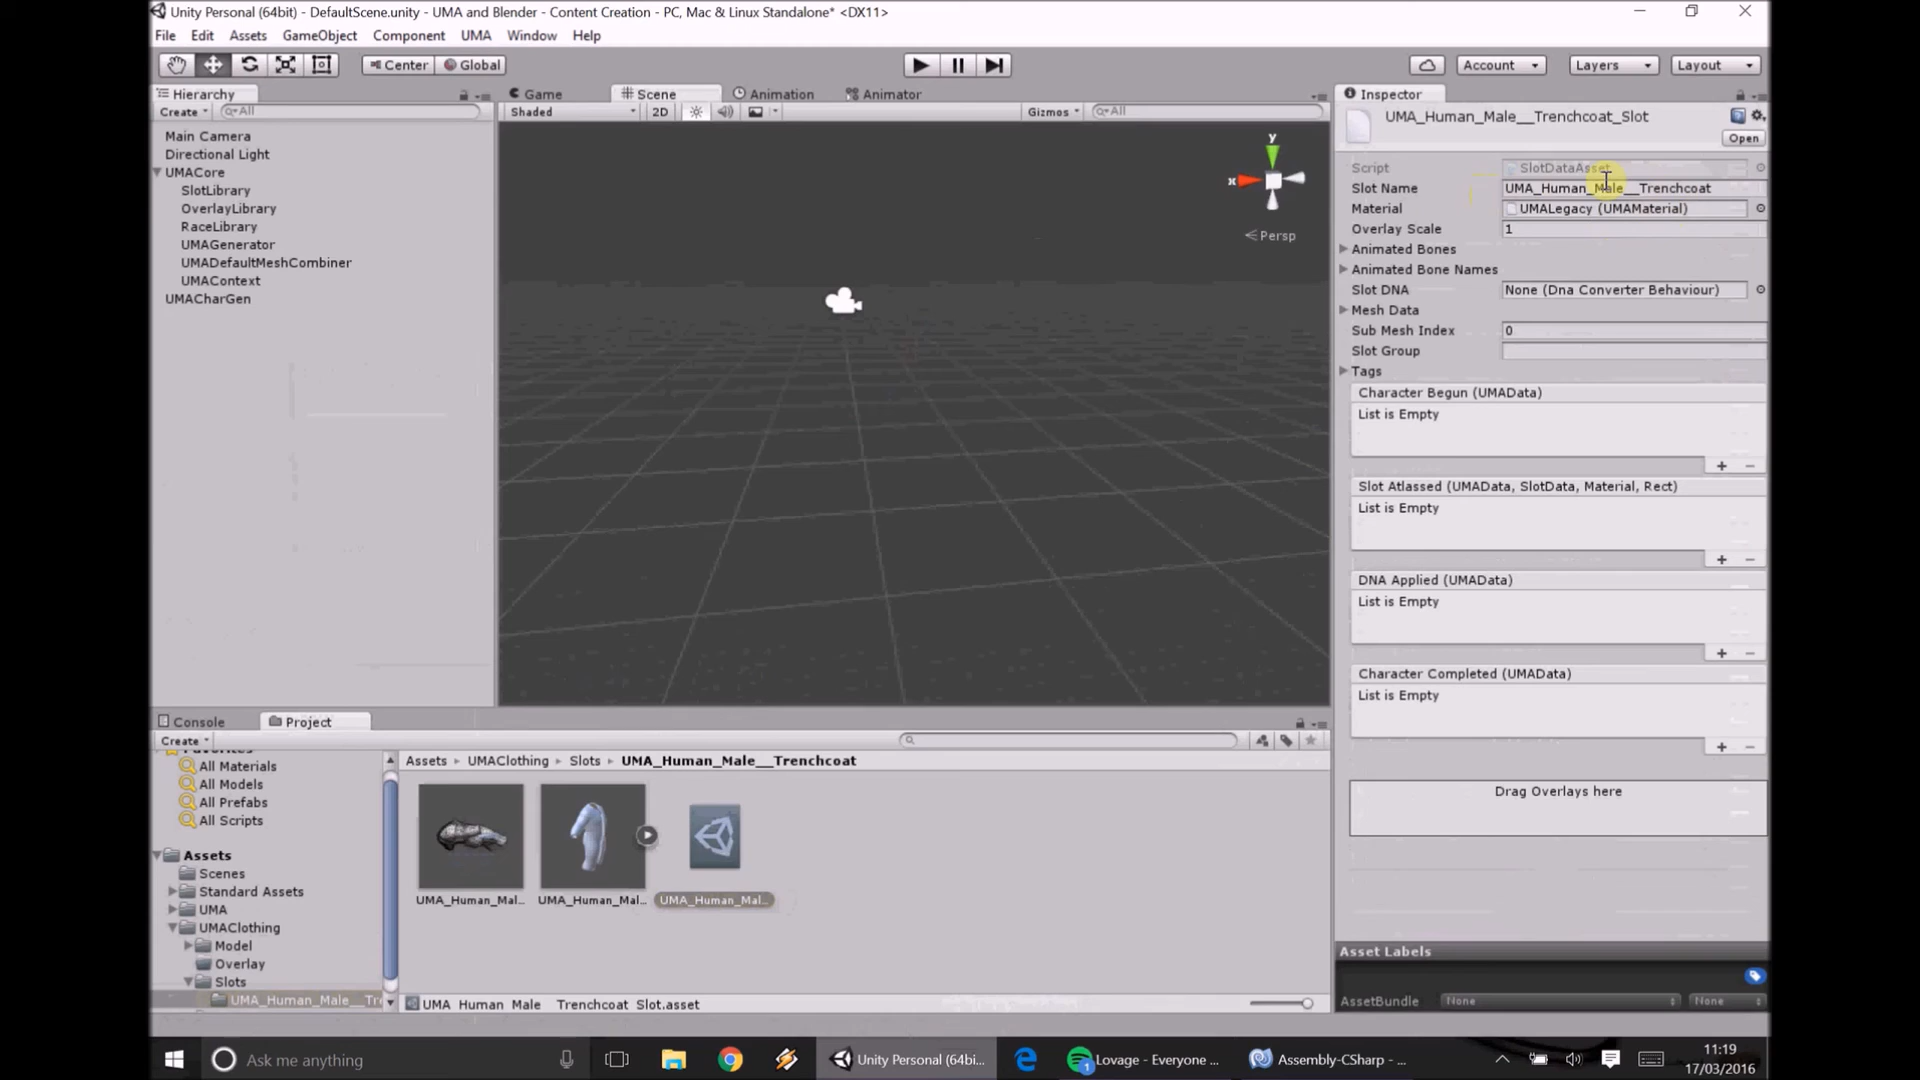 Unity Personal (64bit) - DefaultScene.unity - UMA and Blender - Content Creation - PC, Mac & Linux Standalone* <DX11>
File Edit Assets GameObject Component UMA Window Help
Center Global Account Layers Layout
Hierarchy
Create All
Main Camera
Directional Light
UMACore
SlotLibrary
OverlayLibrary
RaceLibrary
UMAGenerator
UMADefaultMeshCombiner
UMAContext
UMACharGen
Game Scene Animation Animator
Shaded 2D Gizmos All
y
x
Persp
Inspector
UMA_Human_Male__Trenchcoat_Slot
Open
Script SlotDataAsset
Slot Name UMA_Human_Male__Trenchcoat
Material UMALegacy (UMAMaterial)
Overlay Scale 1
Animated Bones
Animated Bone Names
Slot DNA None (Dna Converter Behaviour)
Mesh Data
Sub Mesh Index 0
Slot Group
Tags
Character Begun (UMAData)
List is Empty
Slot Atlassed (UMAData, SlotData, Material, Rect)
List is Empty
DNA Applied (UMAData)
List is Empty
Character Completed (UMAData)
List is Empty
Drag Overlays here
Asset Labels
AssetBundle None None
Console Project
Create
Favorites
All Materials
All Models
All Prefabs
All Scripts
Assets
Scenes
Standard Assets
UMA
UMAClothing
Model
Overlay
Slots
UMA_Human_Male__Tr
Assets UMAClothing Slots UMA_Human_Male__Trenchcoat
UMA_Human_Mal... UMA_Human_Mal... UMA_Human_Mal...
UMA_Human_Male__Trenchcoat_Slot.asset
Ask me anything
Unity Personal (64bi...
1
Lovage - Everyone ...
Assembly-CSharp - ...
11:19
17/03/2016